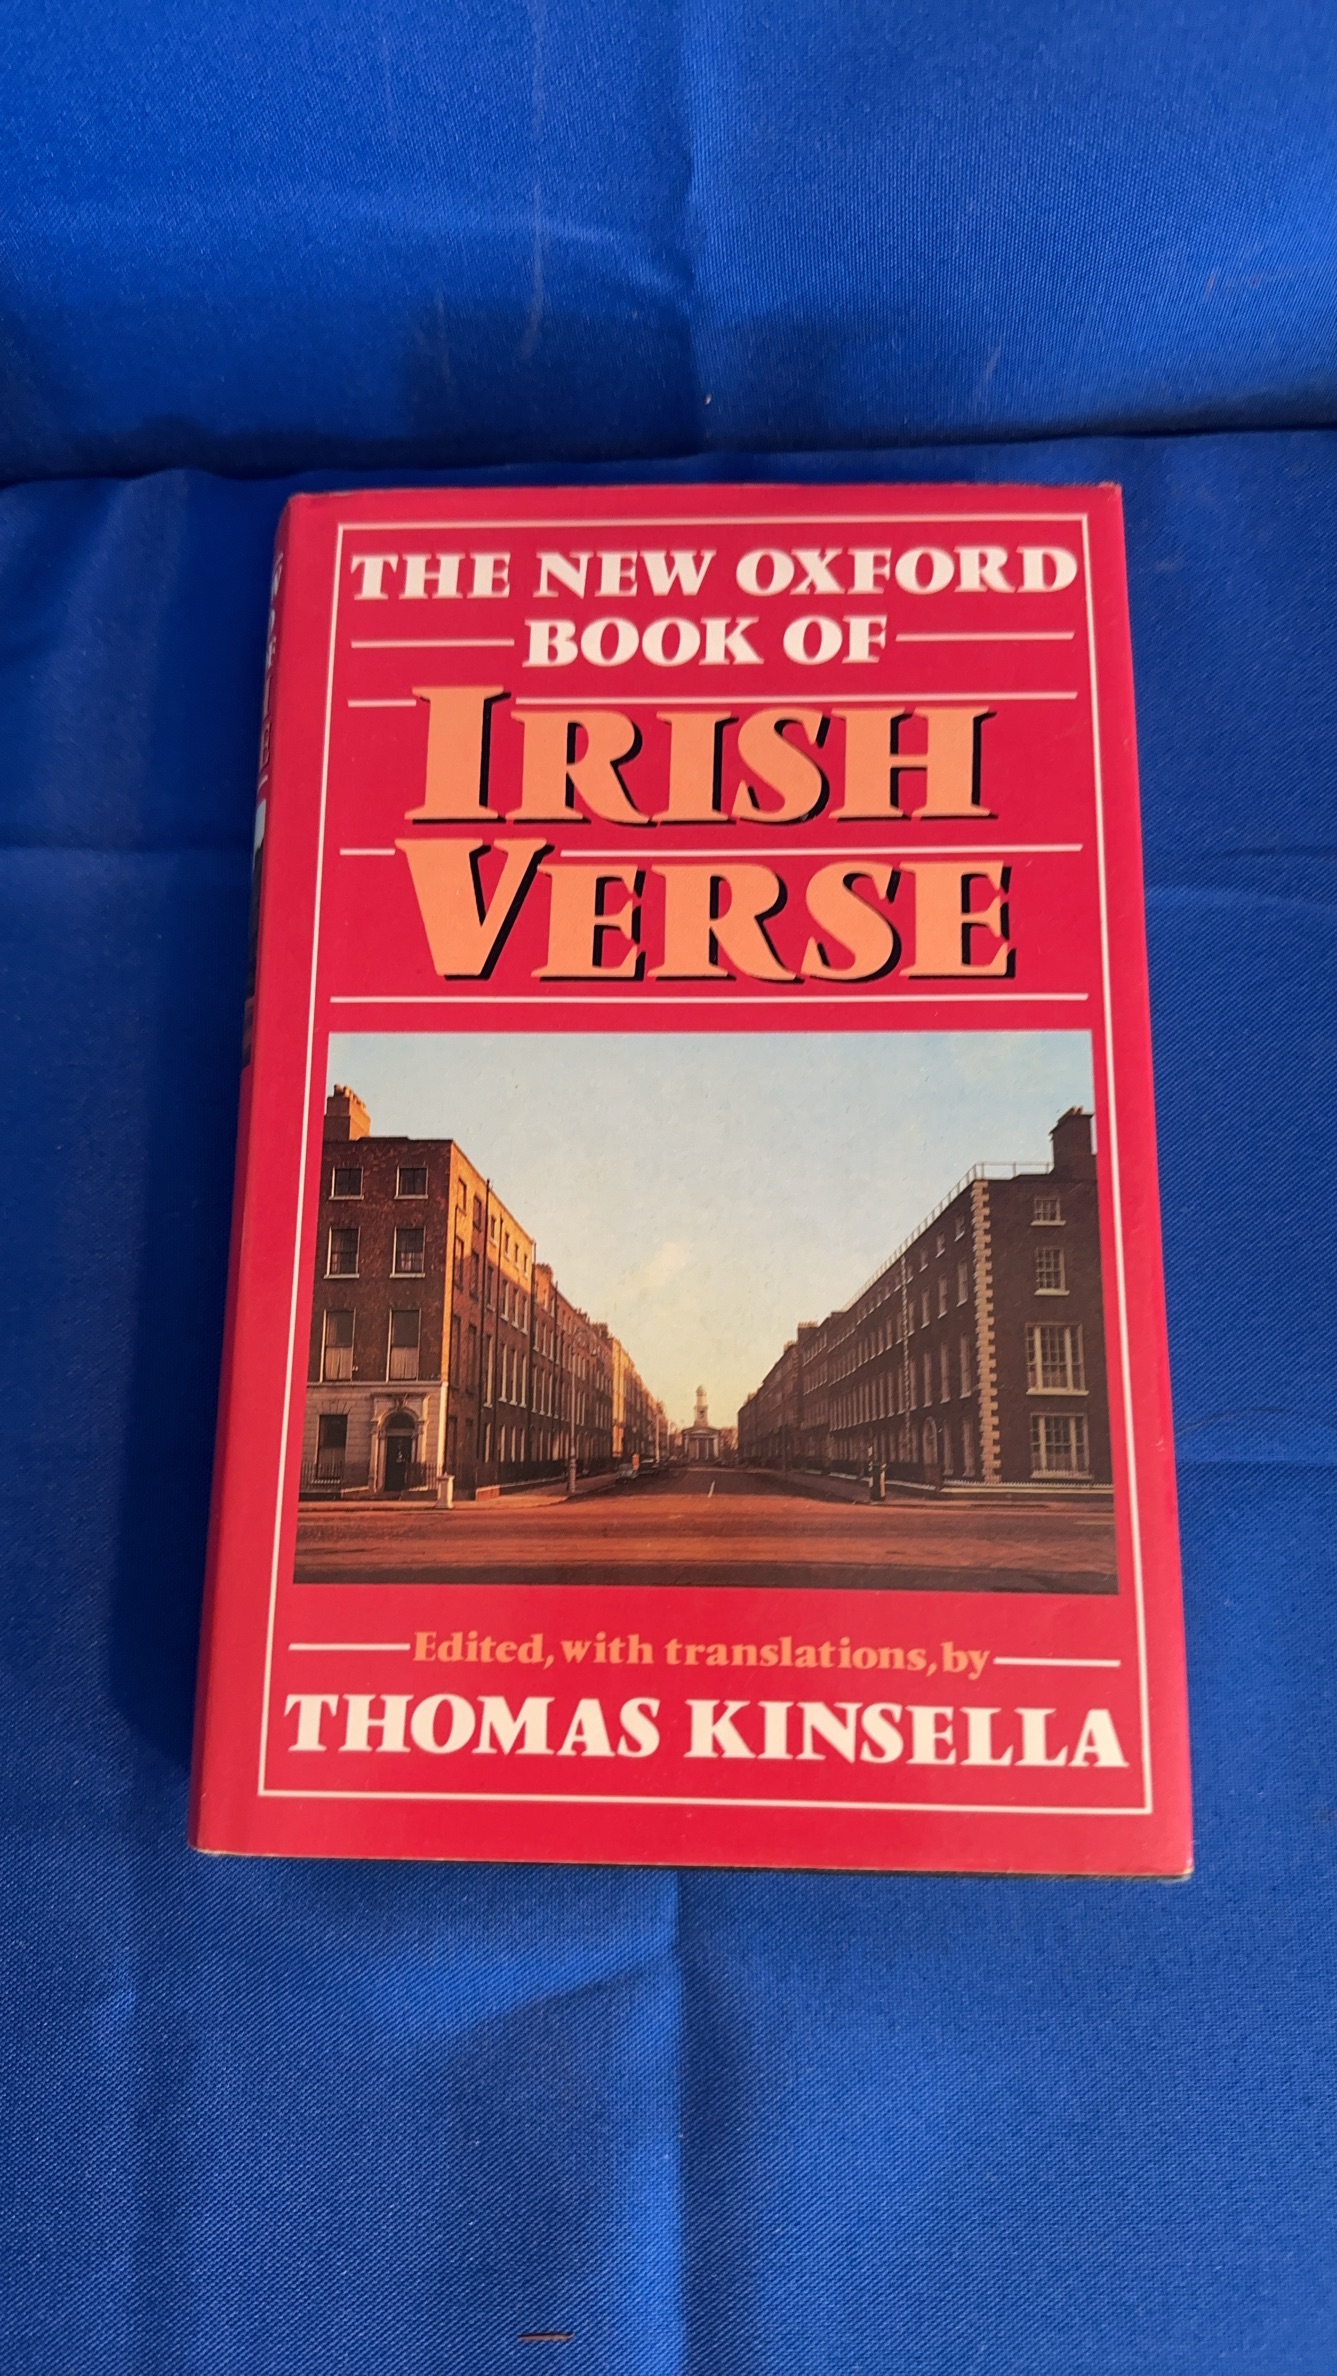 THE NEW OXFORD
BOOK OF
IRISH
VERSE
Edited, with translations, by
THOMAS KINSELLA